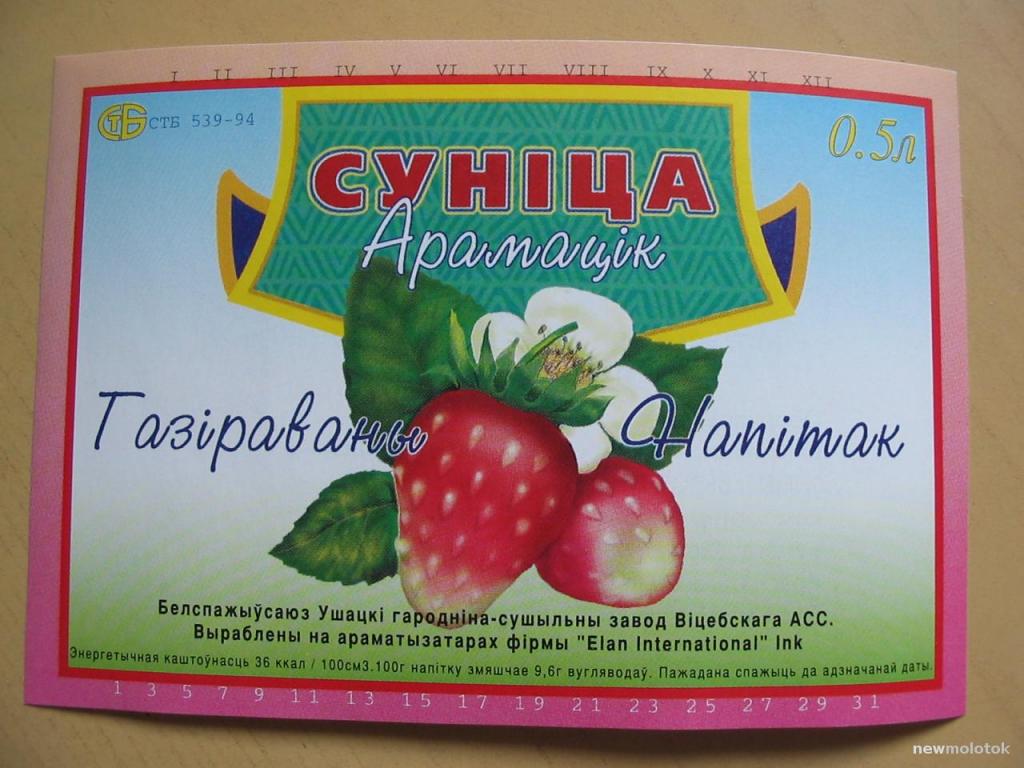 I II III IV V VI VII VIII IX X XI XII
СТБ
СТБ 539-94
0.5л
СУНІЦА
Арамацік
Газіраваны Напітак
Белспажыўсаюз Ушацкі гародніна-сушыльны завод Віцебскага АСС.
Выраблены на араматызатарах фірмы "Elan International" Ink
Энергетычная каштоўнасць 36 ккал / 100см3.100г напітку змяшчае 9,6г вугляводаў. Пажадана спажыць да адзначанай даты.
1 3 5 7 9 11 13 15 17 19 21 23 25 27 29 31
newmolotok